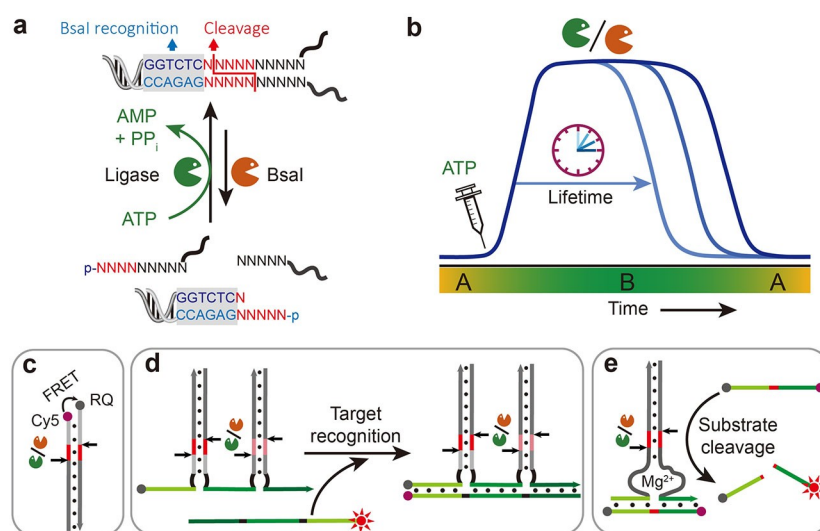 a
BsaI recognition Cleavage
GGTCTCNNNNNNNNNN
CCAGAGNNNNNNNNNN
AMP
+ PPi
Ligase
BsaI
ATP
p-NNNNNNNNN
NNNNN
GGTCTCN
CCAGAGNNNNN-p
b
ATP
Lifetime
A B A
Time
c
FRET
RQ
Cy5
d
Target
recognition
e
Substrate
cleavage
Mg2+